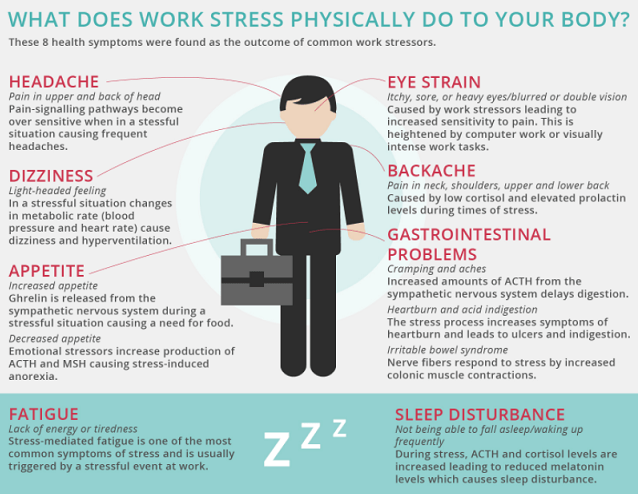 WHAT DOES WORK STRESS PHYSICALLY DO TO YOUR BODY?
These 8 health symptoms were found as the outcome of common work stressors.
HEADACHE
Pain in upper and back of head
Pain-signalling pathways become
over sensitive when in a stessful
situation causing frequent
headaches.
DIZZINESS
Light-headed feeling
In a stressful situation changes
in metabolic rate (blood
pressure and heart rate) cause
dizziness and hyperventilation.
APPETITE
Increased appetite
Ghrelin is released from the
sympathetic nervous system during a
stressful situation causing a need for food.
Decreased appetite
Emotional stressors increase production of
ACTH and MSH causing stress-induced
anorexia.
EYE STRAIN
Itchy, sore, or heavy eyes/blurred or double vision
Caused by work stressors leading to
increased sensitivity to pain. This is
heightened by computer work or visually
intense work tasks.
BACKACHE
Pain in neck, shoulders, upper and lower back
Caused by low cortisol and elevated prolactin
levels during times of stress.
GASTROINTESTINAL
PROBLEMS
Cramping and aches
Increased amounts of ACTH from the
sympathetic nervous system delays digestion.
Heartburn and acid indigestion
The stress process increases symptoms of
heartburn and leads to ulcers and indigestion.
Irritable bowel syndrome
Nerve fibers respond to stress by increased
colonic muscle contractions.
FATIGUE
Lack of energy or tiredness
Stress-mediated fatigue is one of the most
common symptoms of stress and is usually
triggered by a stressful event at work.
Z Z Z
SLEEP DISTURBANCE
Not being able to fall asleep/waking up
frequently
During stress, ACTH and cortisol levels are
increased leading to reduced melatonin
levels which causes sleep disturbance.